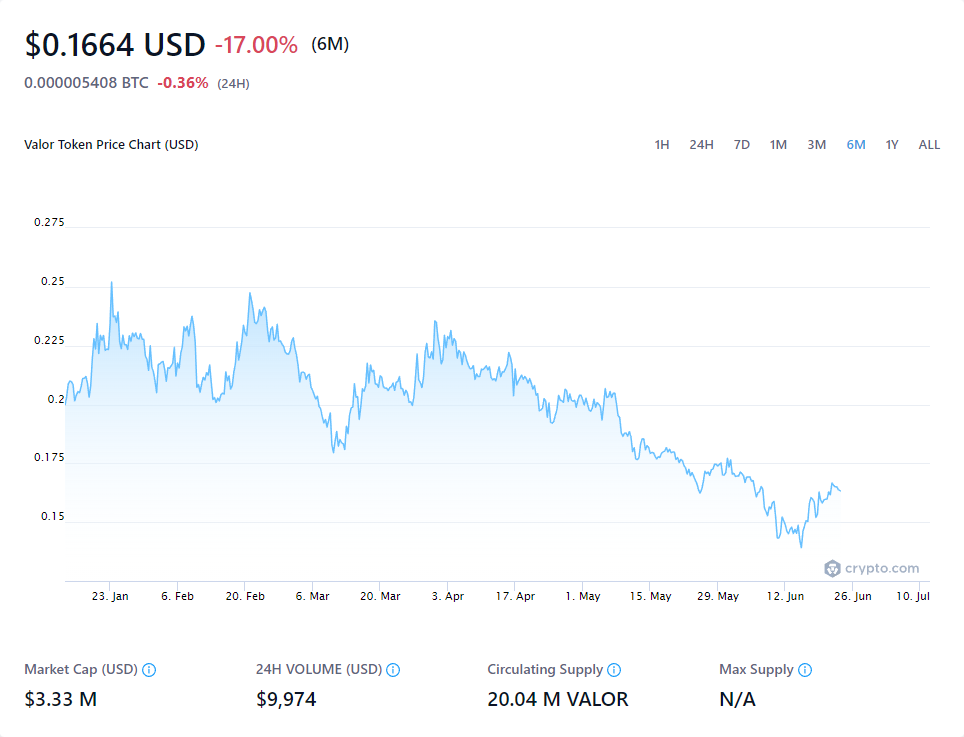 $0.1664 USD -17.00% (6M)
0.000005408 BTC -0.36% (24H)
Valor Token Price Chart (USD) 1H 24H 7D 1M 3M 6M 1Y ALL
0.275
0.25
0.225
0.2
0.175
0.15
crypto.com
23. Jan 6. Feb 20. Feb 6. Mar 20. Mar 3. Apr 17. Apr 1. May 15. May 29. May 12. Jun 26. Jun 10. Jul
Market Cap (USD) 24H VOLUME (USD) Circulating Supply Max Supply
$3.33 M $9,974 20.04 M VALOR N/A